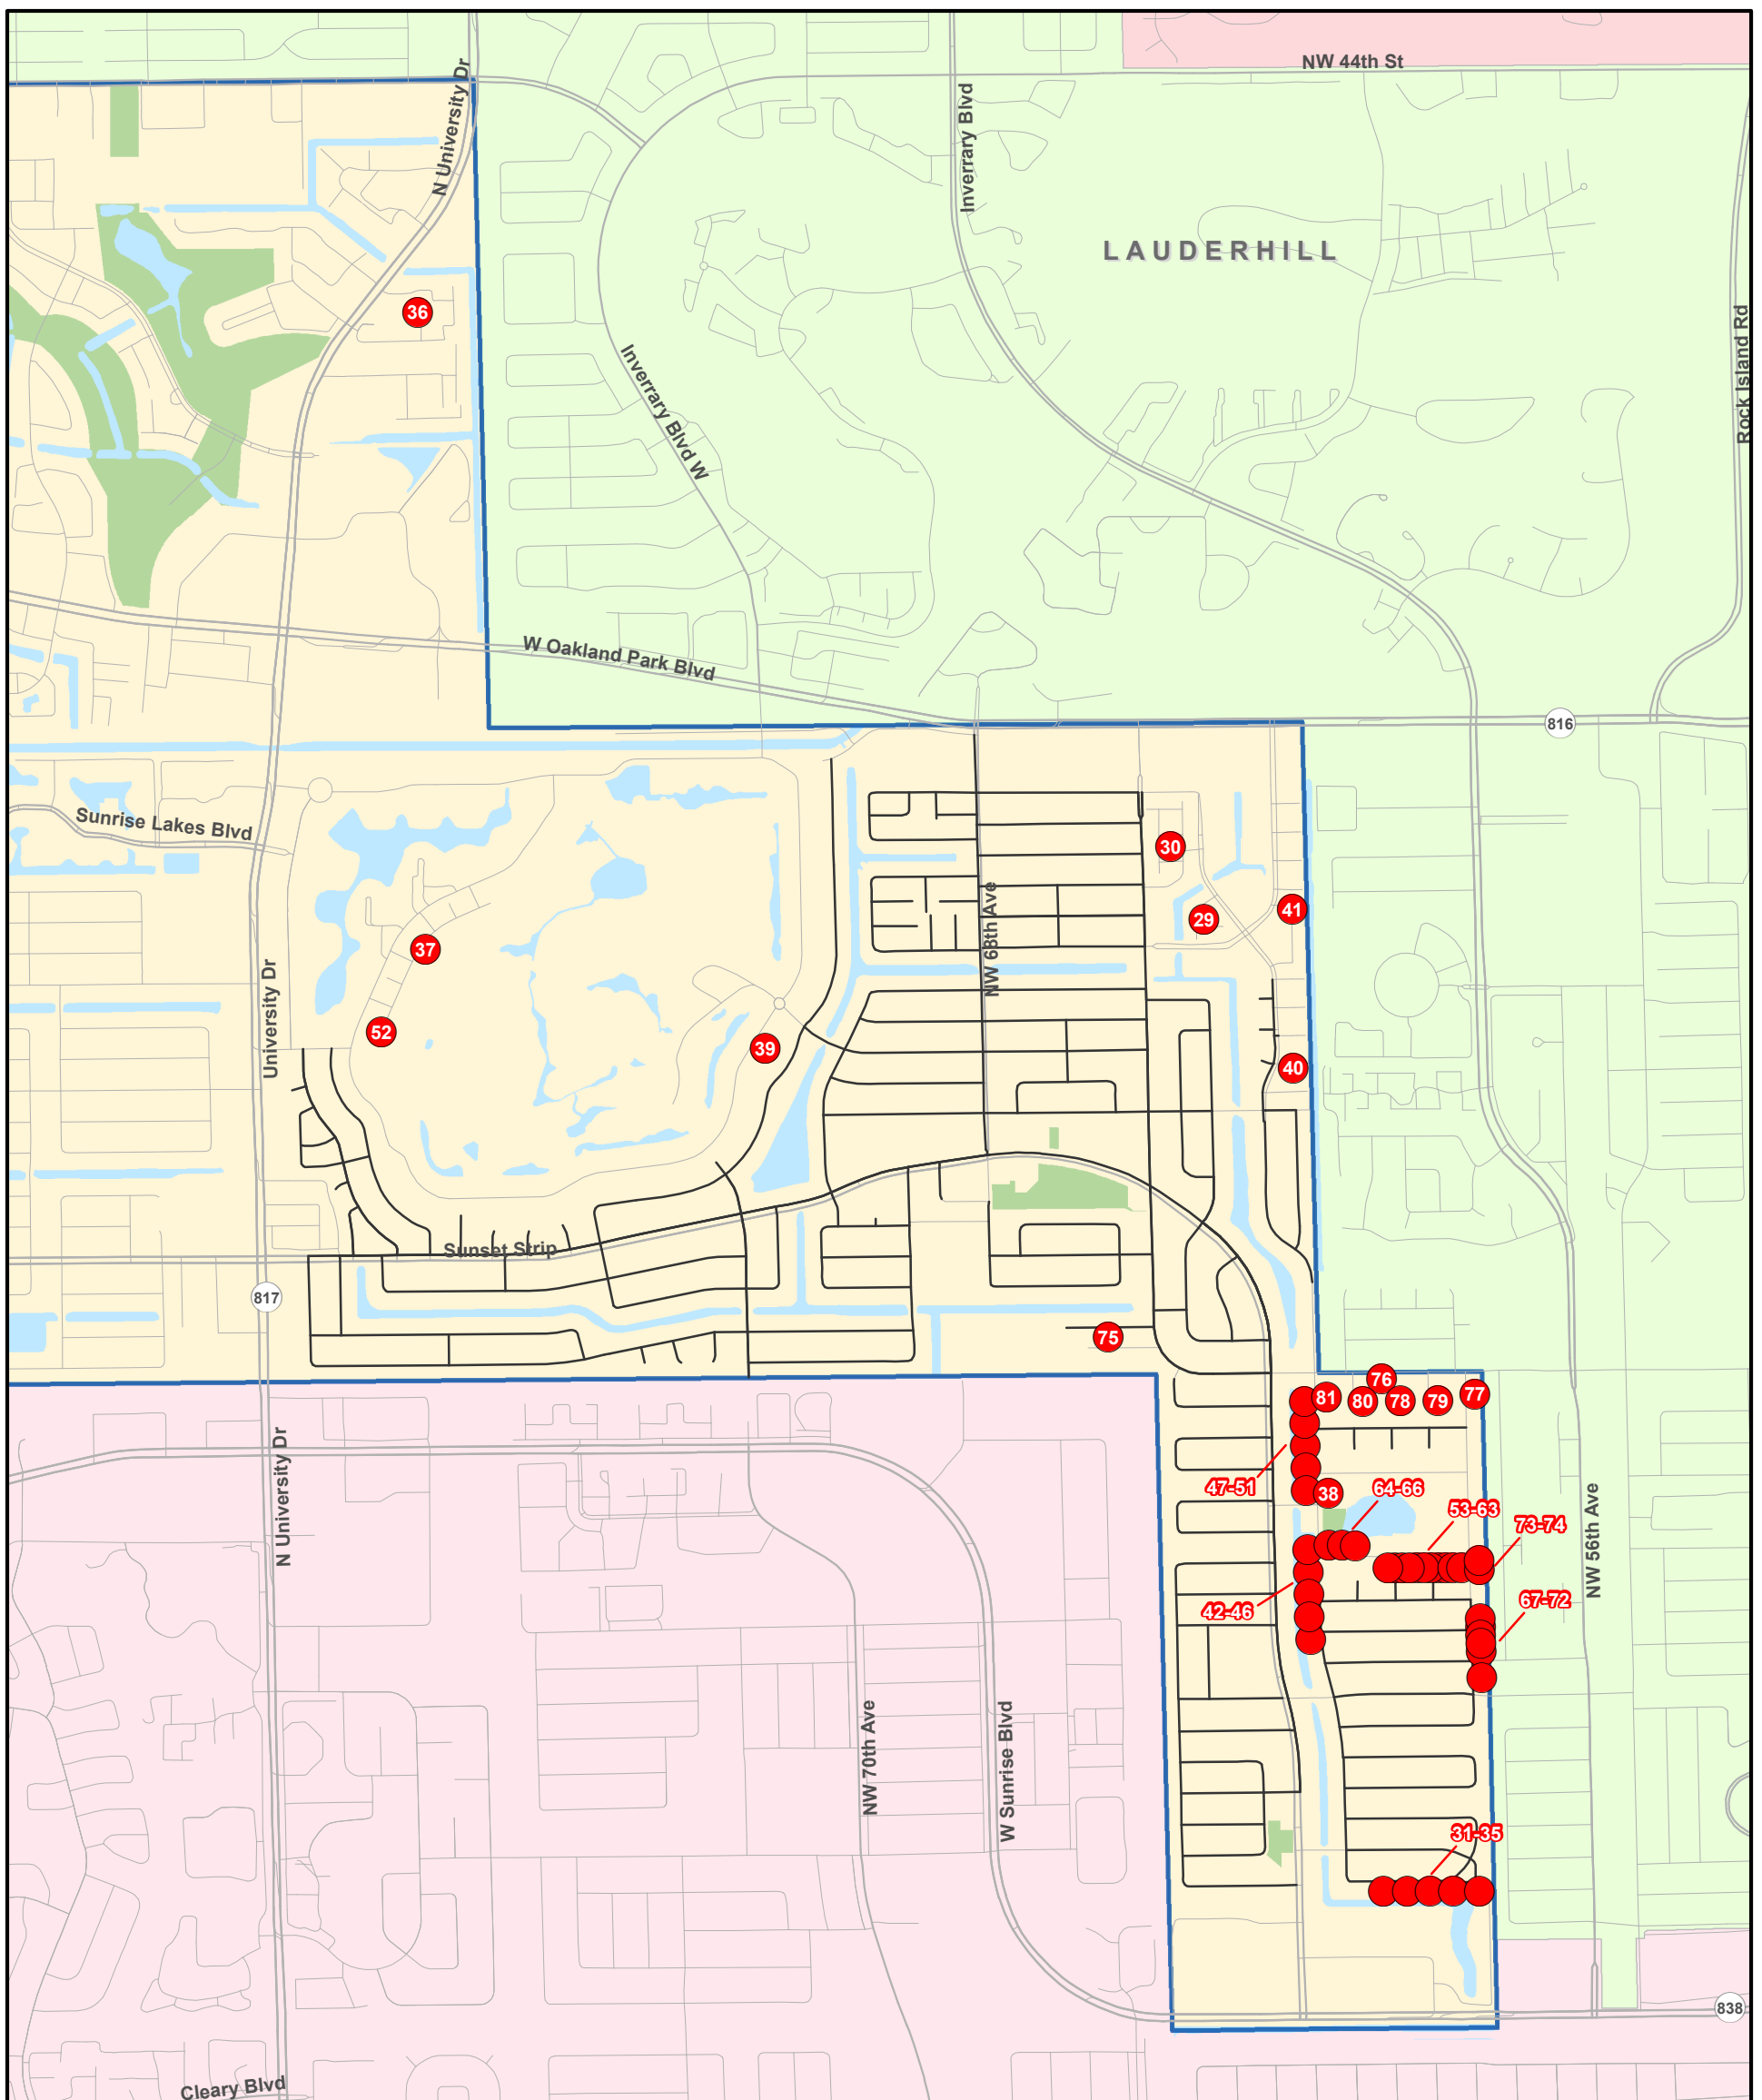 NW 44th St
N University Dr
Inverrary Blvd
LAUDERHILL
36
Rock Island Rd
Inverrary Blvd W
W Oakland Park Blvd
816
Sunrise Lakes Blvd
30
41
29
NW 68th Ave
37
University Dr
52
39
40
Sunset Strip
817
75
76
81
80
78
79
77
47-51
38
64-66
53-63
73-74
N University Dr
NW 56th Ave
42-46
67-72
NW 70th Ave
W Sunrise Blvd
31-35
838
Cleary Blvd